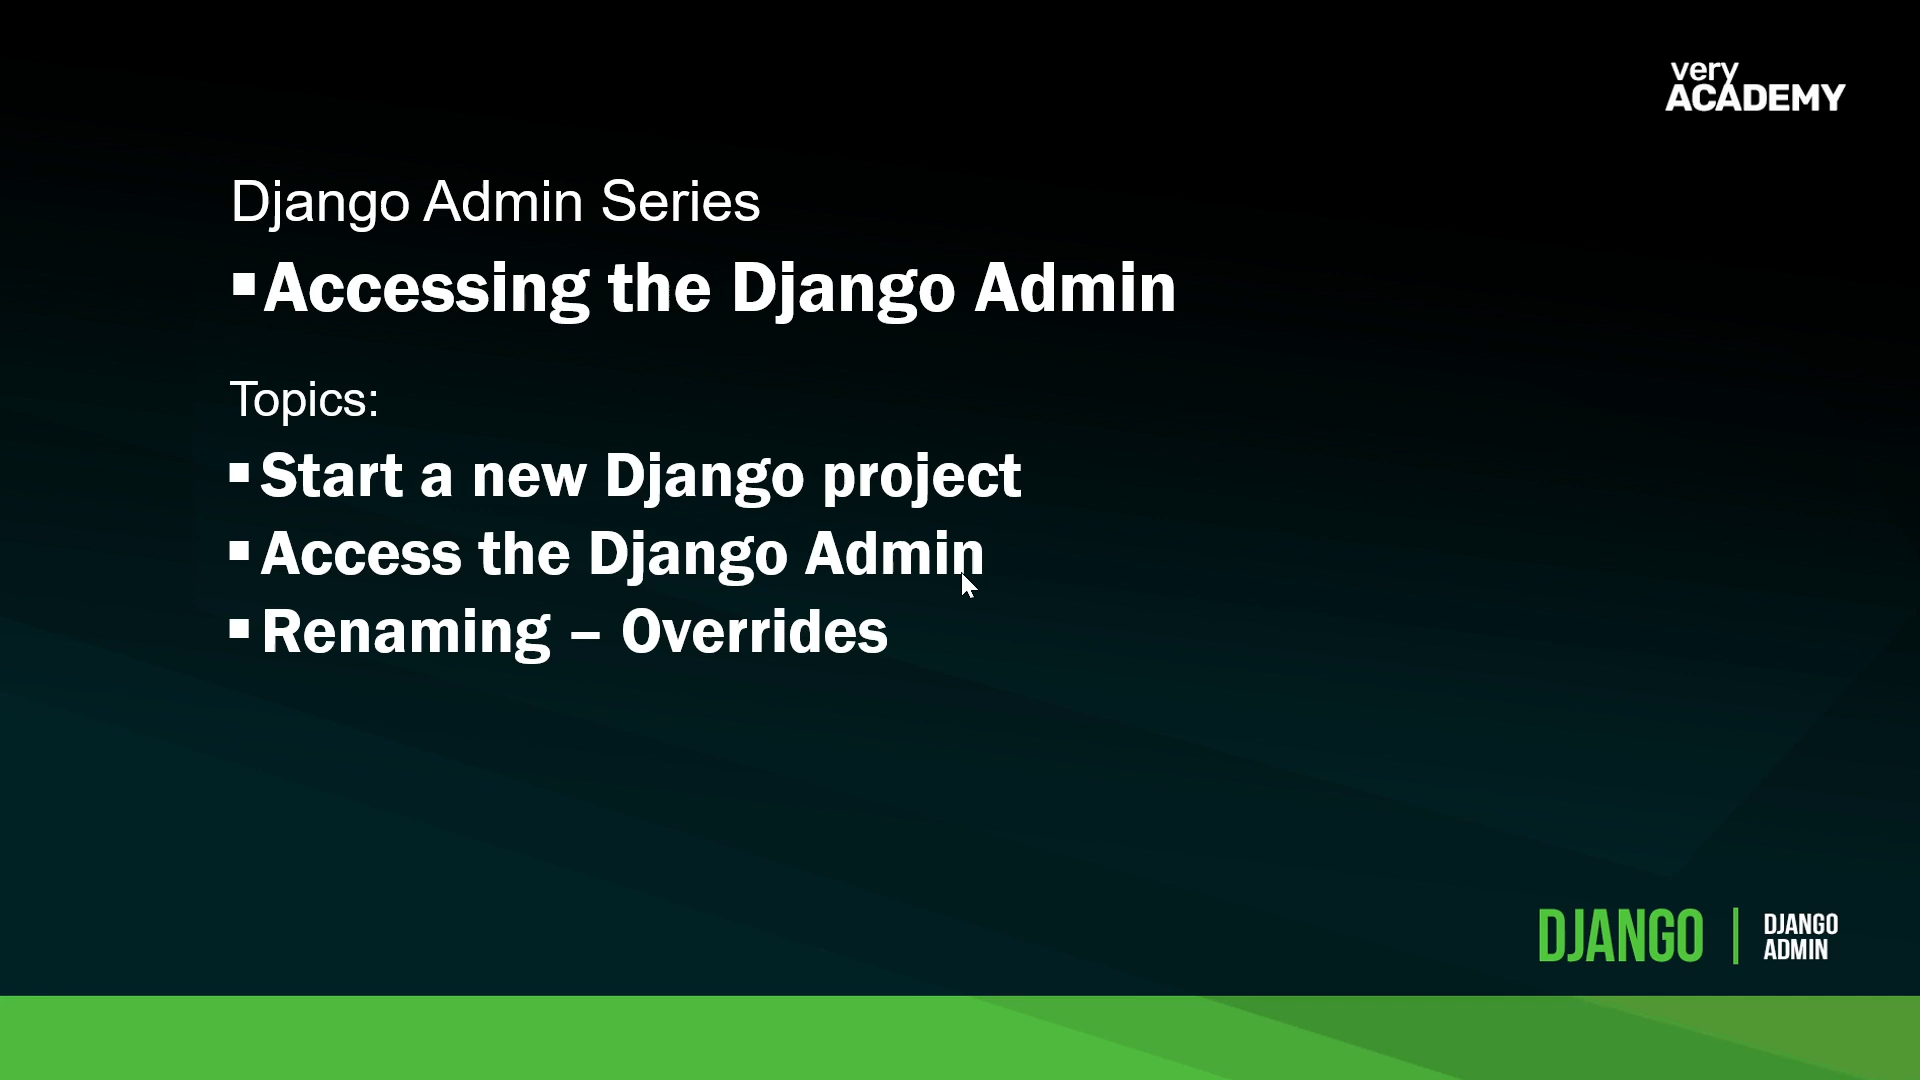 very
ACADEMY
Django Admin Series
▪Accessing the Django Admin
Topics:
▪Start a new Django project
▪Access the Django Admin
▪Renaming – Overrides
DJANGO | DJANGO
ADMIN